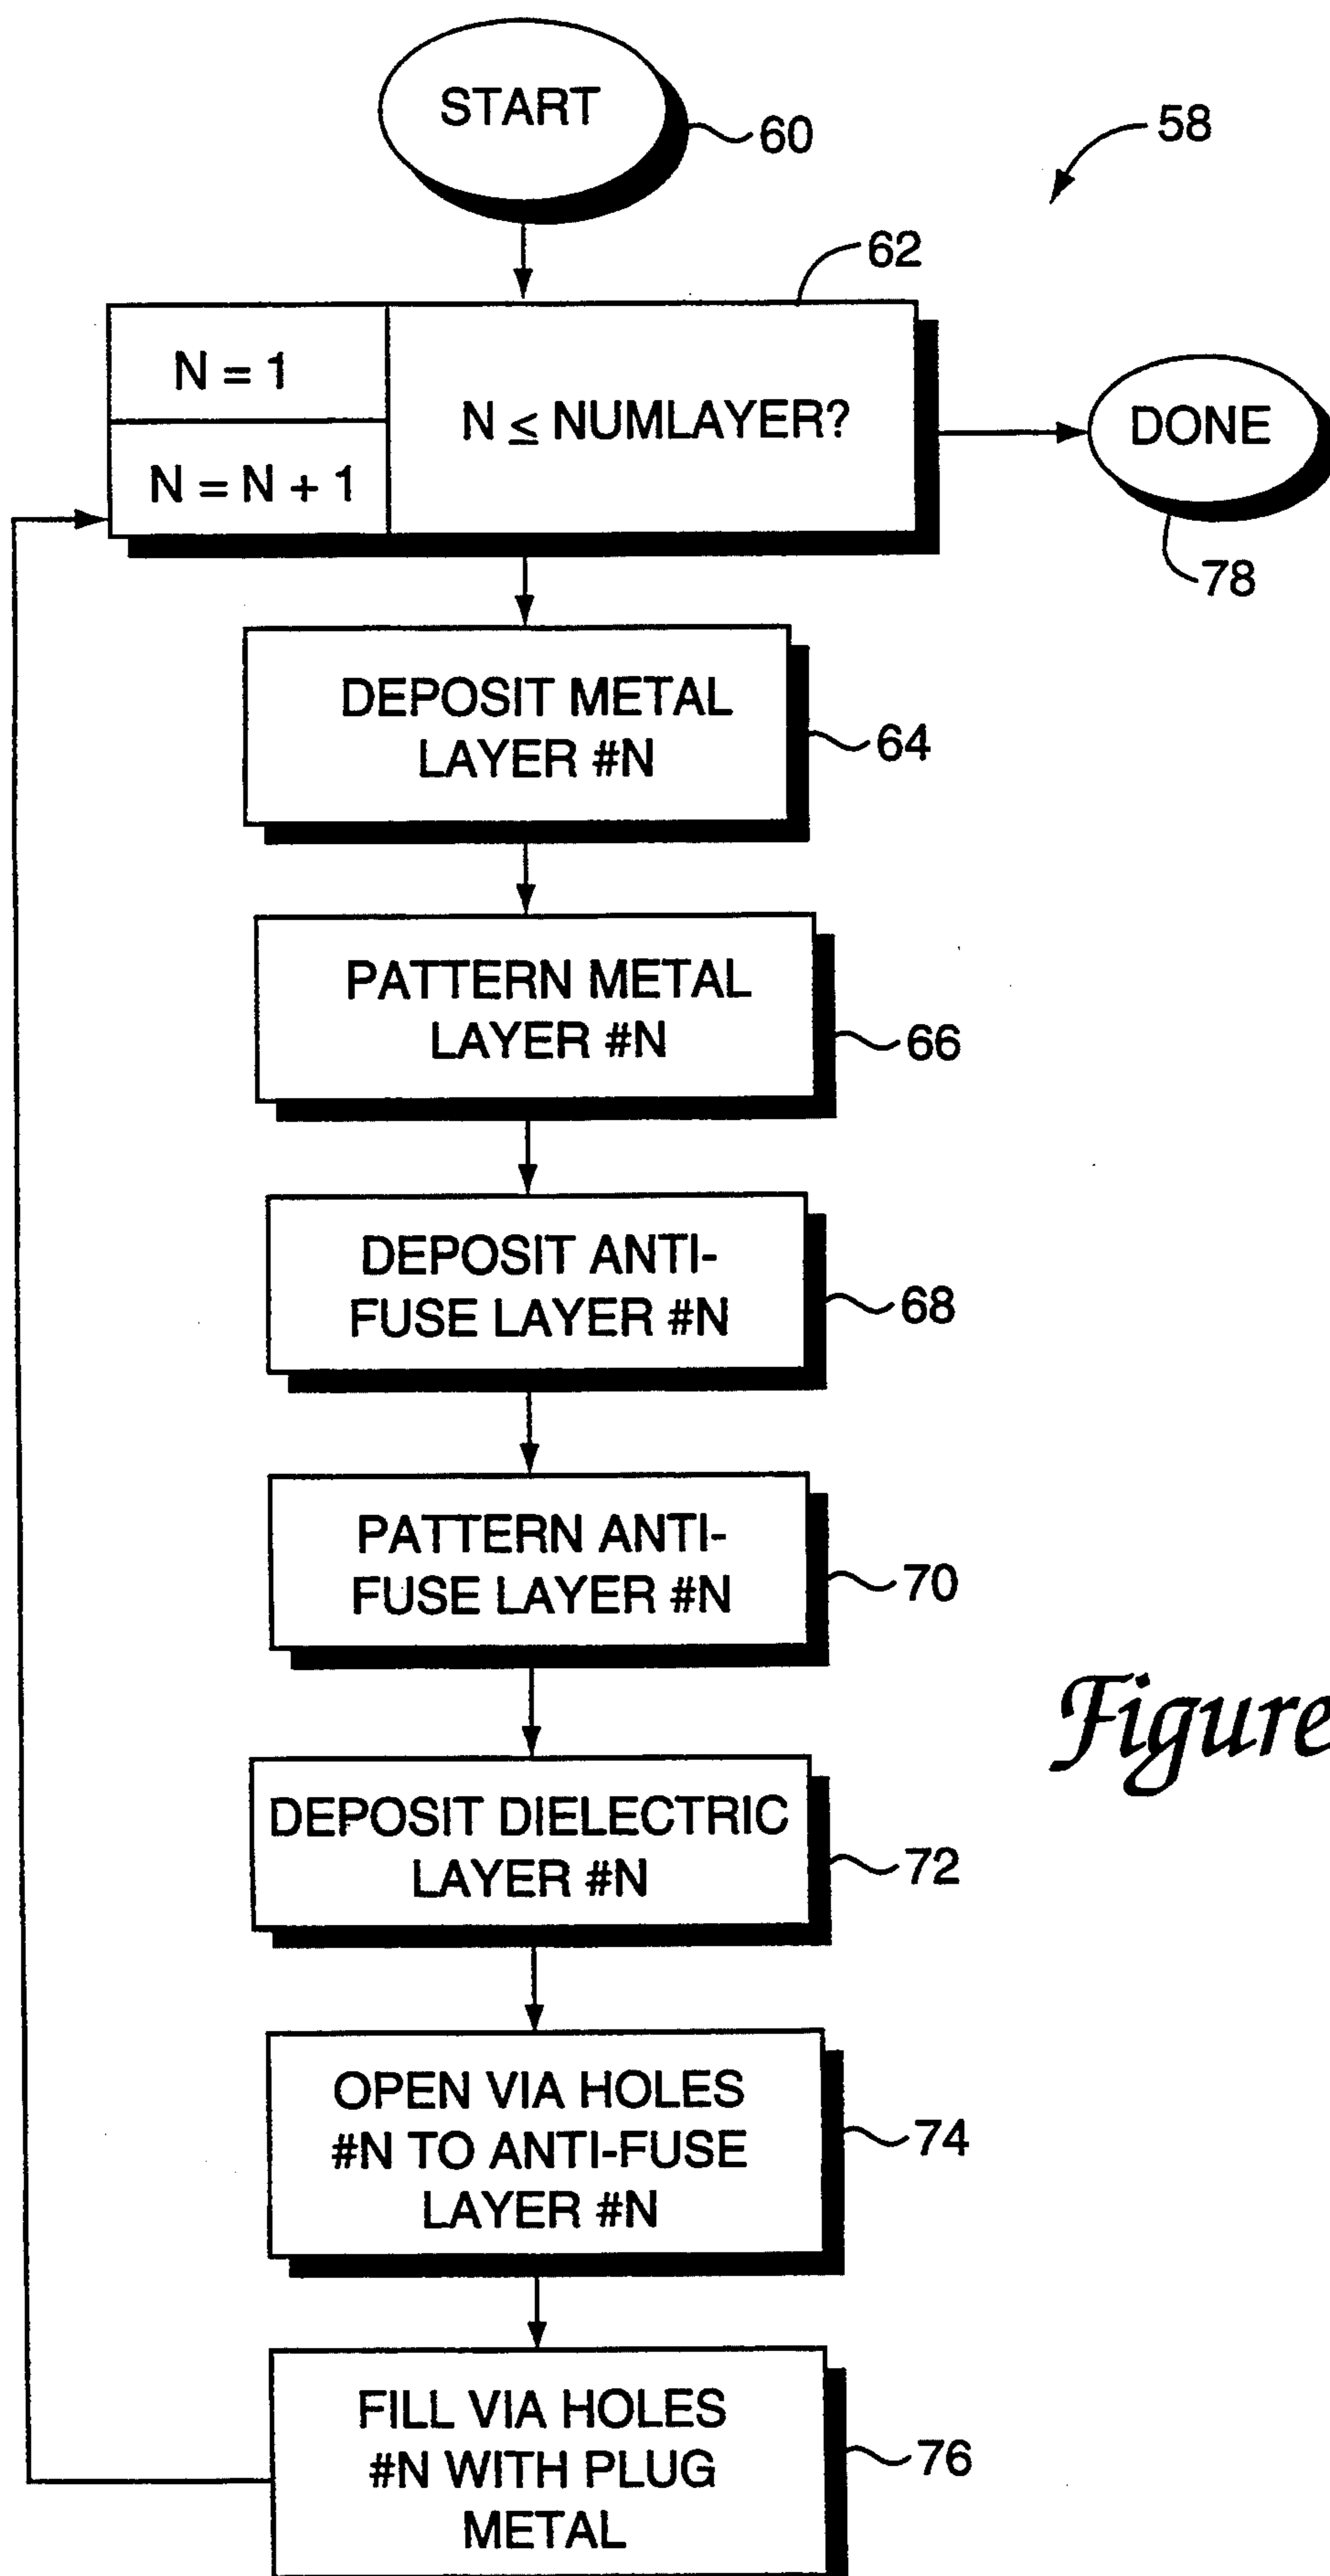 START
60
58
62
N = 1
N ≤ NUMLAYER?
N = N + 1
DONE
78
DEPOSIT METAL
LAYER #N
64
PATTERN METAL
LAYER #N
66
DEPOSIT ANTI-
FUSE LAYER #N
68
PATTERN ANTI-
FUSE LAYER #N
70
Figure
DEPOSIT DIELECTRIC
LAYER #N
72
OPEN VIA HOLES
#N TO ANTI-FUSE
LAYER #N
74
FILL VIA HOLES
#N WITH PLUG
METAL
76